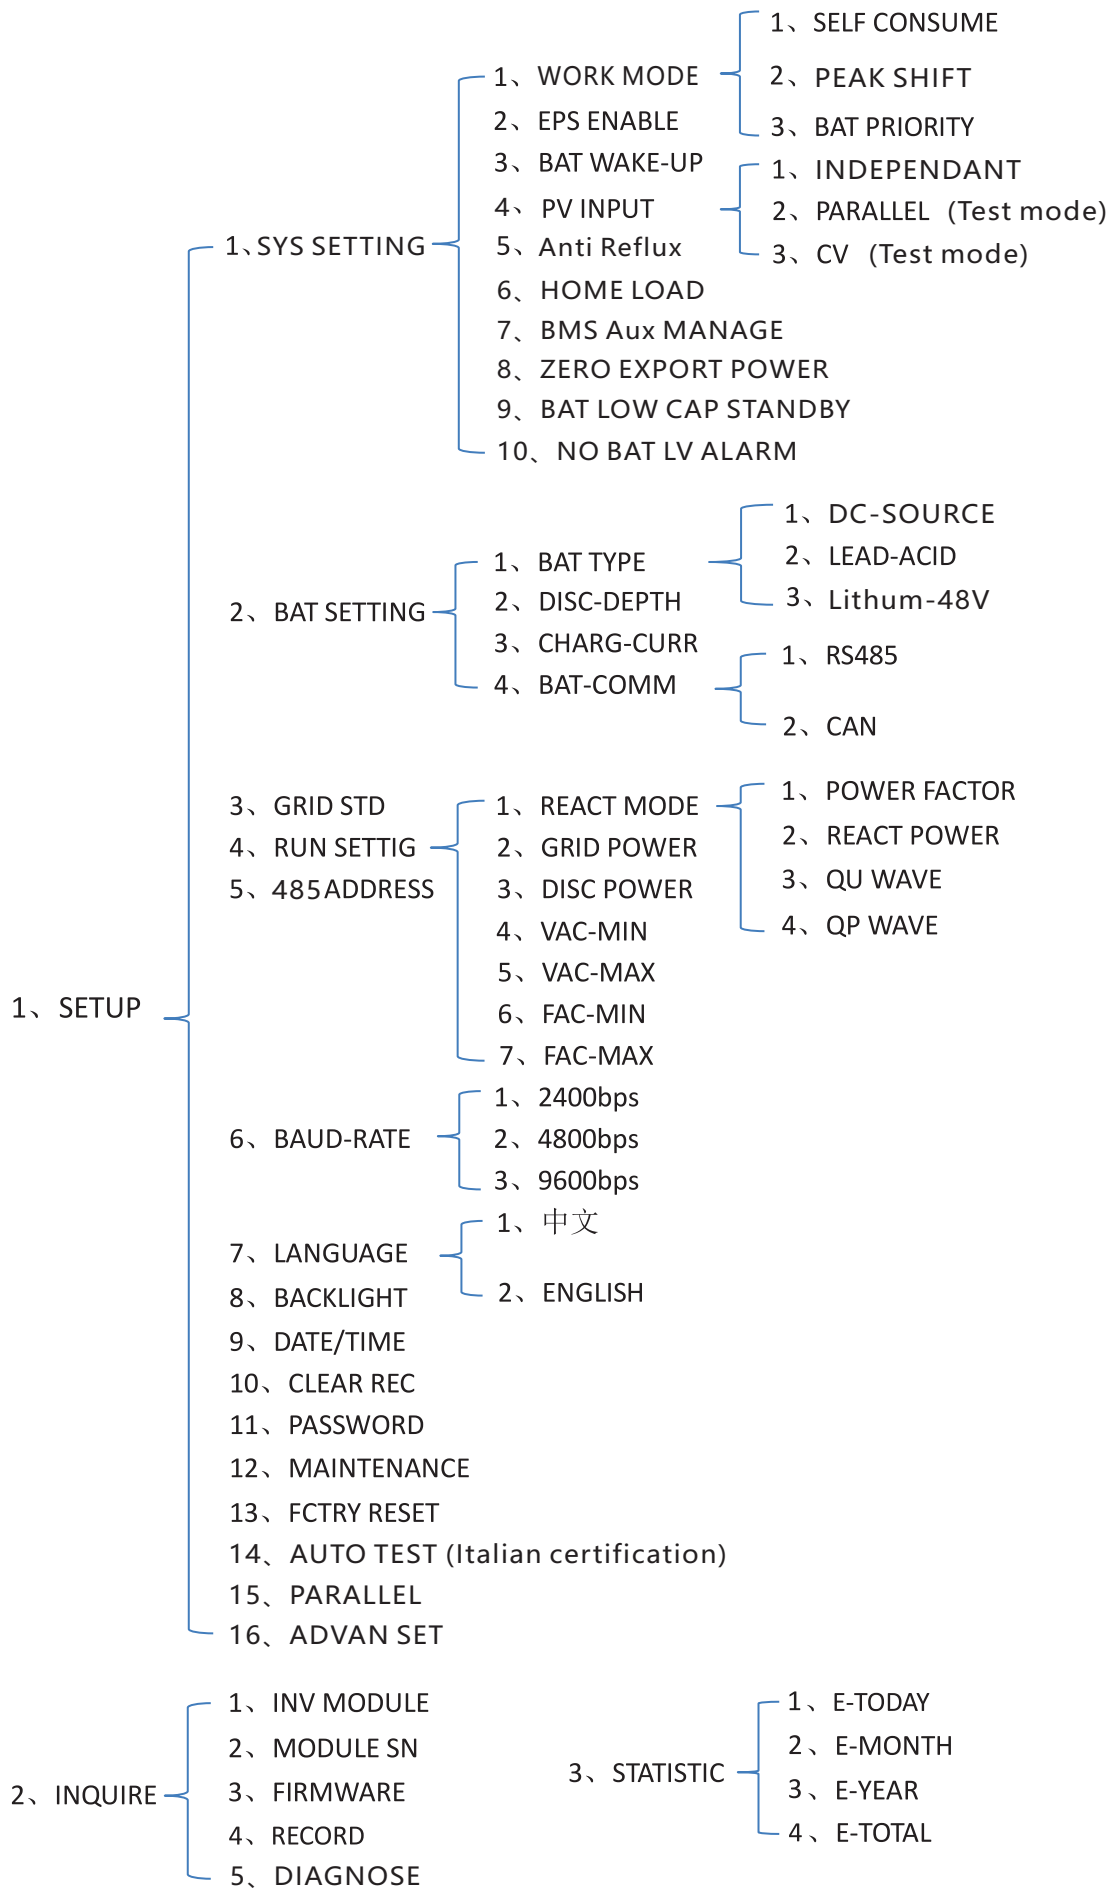 1、SETUP
1、SYS SETTING
1、WORK MODE
1、SELF CONSUME
2、PEAK SHIFT
3、BAT PRIORITY
2、EPS ENABLE
3、BAT WAKE-UP
4、PV INPUT
1、INDEPENDANT
2、PARALLEL (Test mode)
3、CV (Test mode)
5、Anti Reflux
6、HOME LOAD
7、BMS Aux MANAGE
8、ZERO EXPORT POWER
9、BAT LOW CAP STANDBY
10、NO BAT LV ALARM
2、BAT SETTING
1、BAT TYPE
1、DC-SOURCE
2、LEAD-ACID
3、Lithum-48V
2、DISC-DEPTH
3、CHARG-CURR
4、BAT-COMM
1、RS485
2、CAN
3、GRID STD
4、RUN SETTIG
1、REACT MODE
1、POWER FACTOR
2、REACT POWER
3、QU WAVE
4、QP WAVE
2、GRID POWER
3、DISC POWER
4、VAC-MIN
5、VAC-MAX
6、FAC-MIN
7、FAC-MAX
5、485 ADDRESS
6、BAUD-RATE
1、2400bps
2、4800bps
3、9600bps
7、LANGUAGE
1、中文
2、ENGLISH
8、BACKLIGHT
9、DATE/TIME
10、CLEAR REC
11、PASSWORD
12、MAINTENANCE
13、FCTRY RESET
14、AUTO TEST (Italian certification)
15、PARALLEL
16、ADVAN SET
2、INQUIRE
1、INV MODULE
2、MODULE SN
3、FIRMWARE
4、RECORD
5、DIAGNOSE
3、STATISTIC
1、E-TODAY
2、E-MONTH
3、E-YEAR
4、E-TOTAL